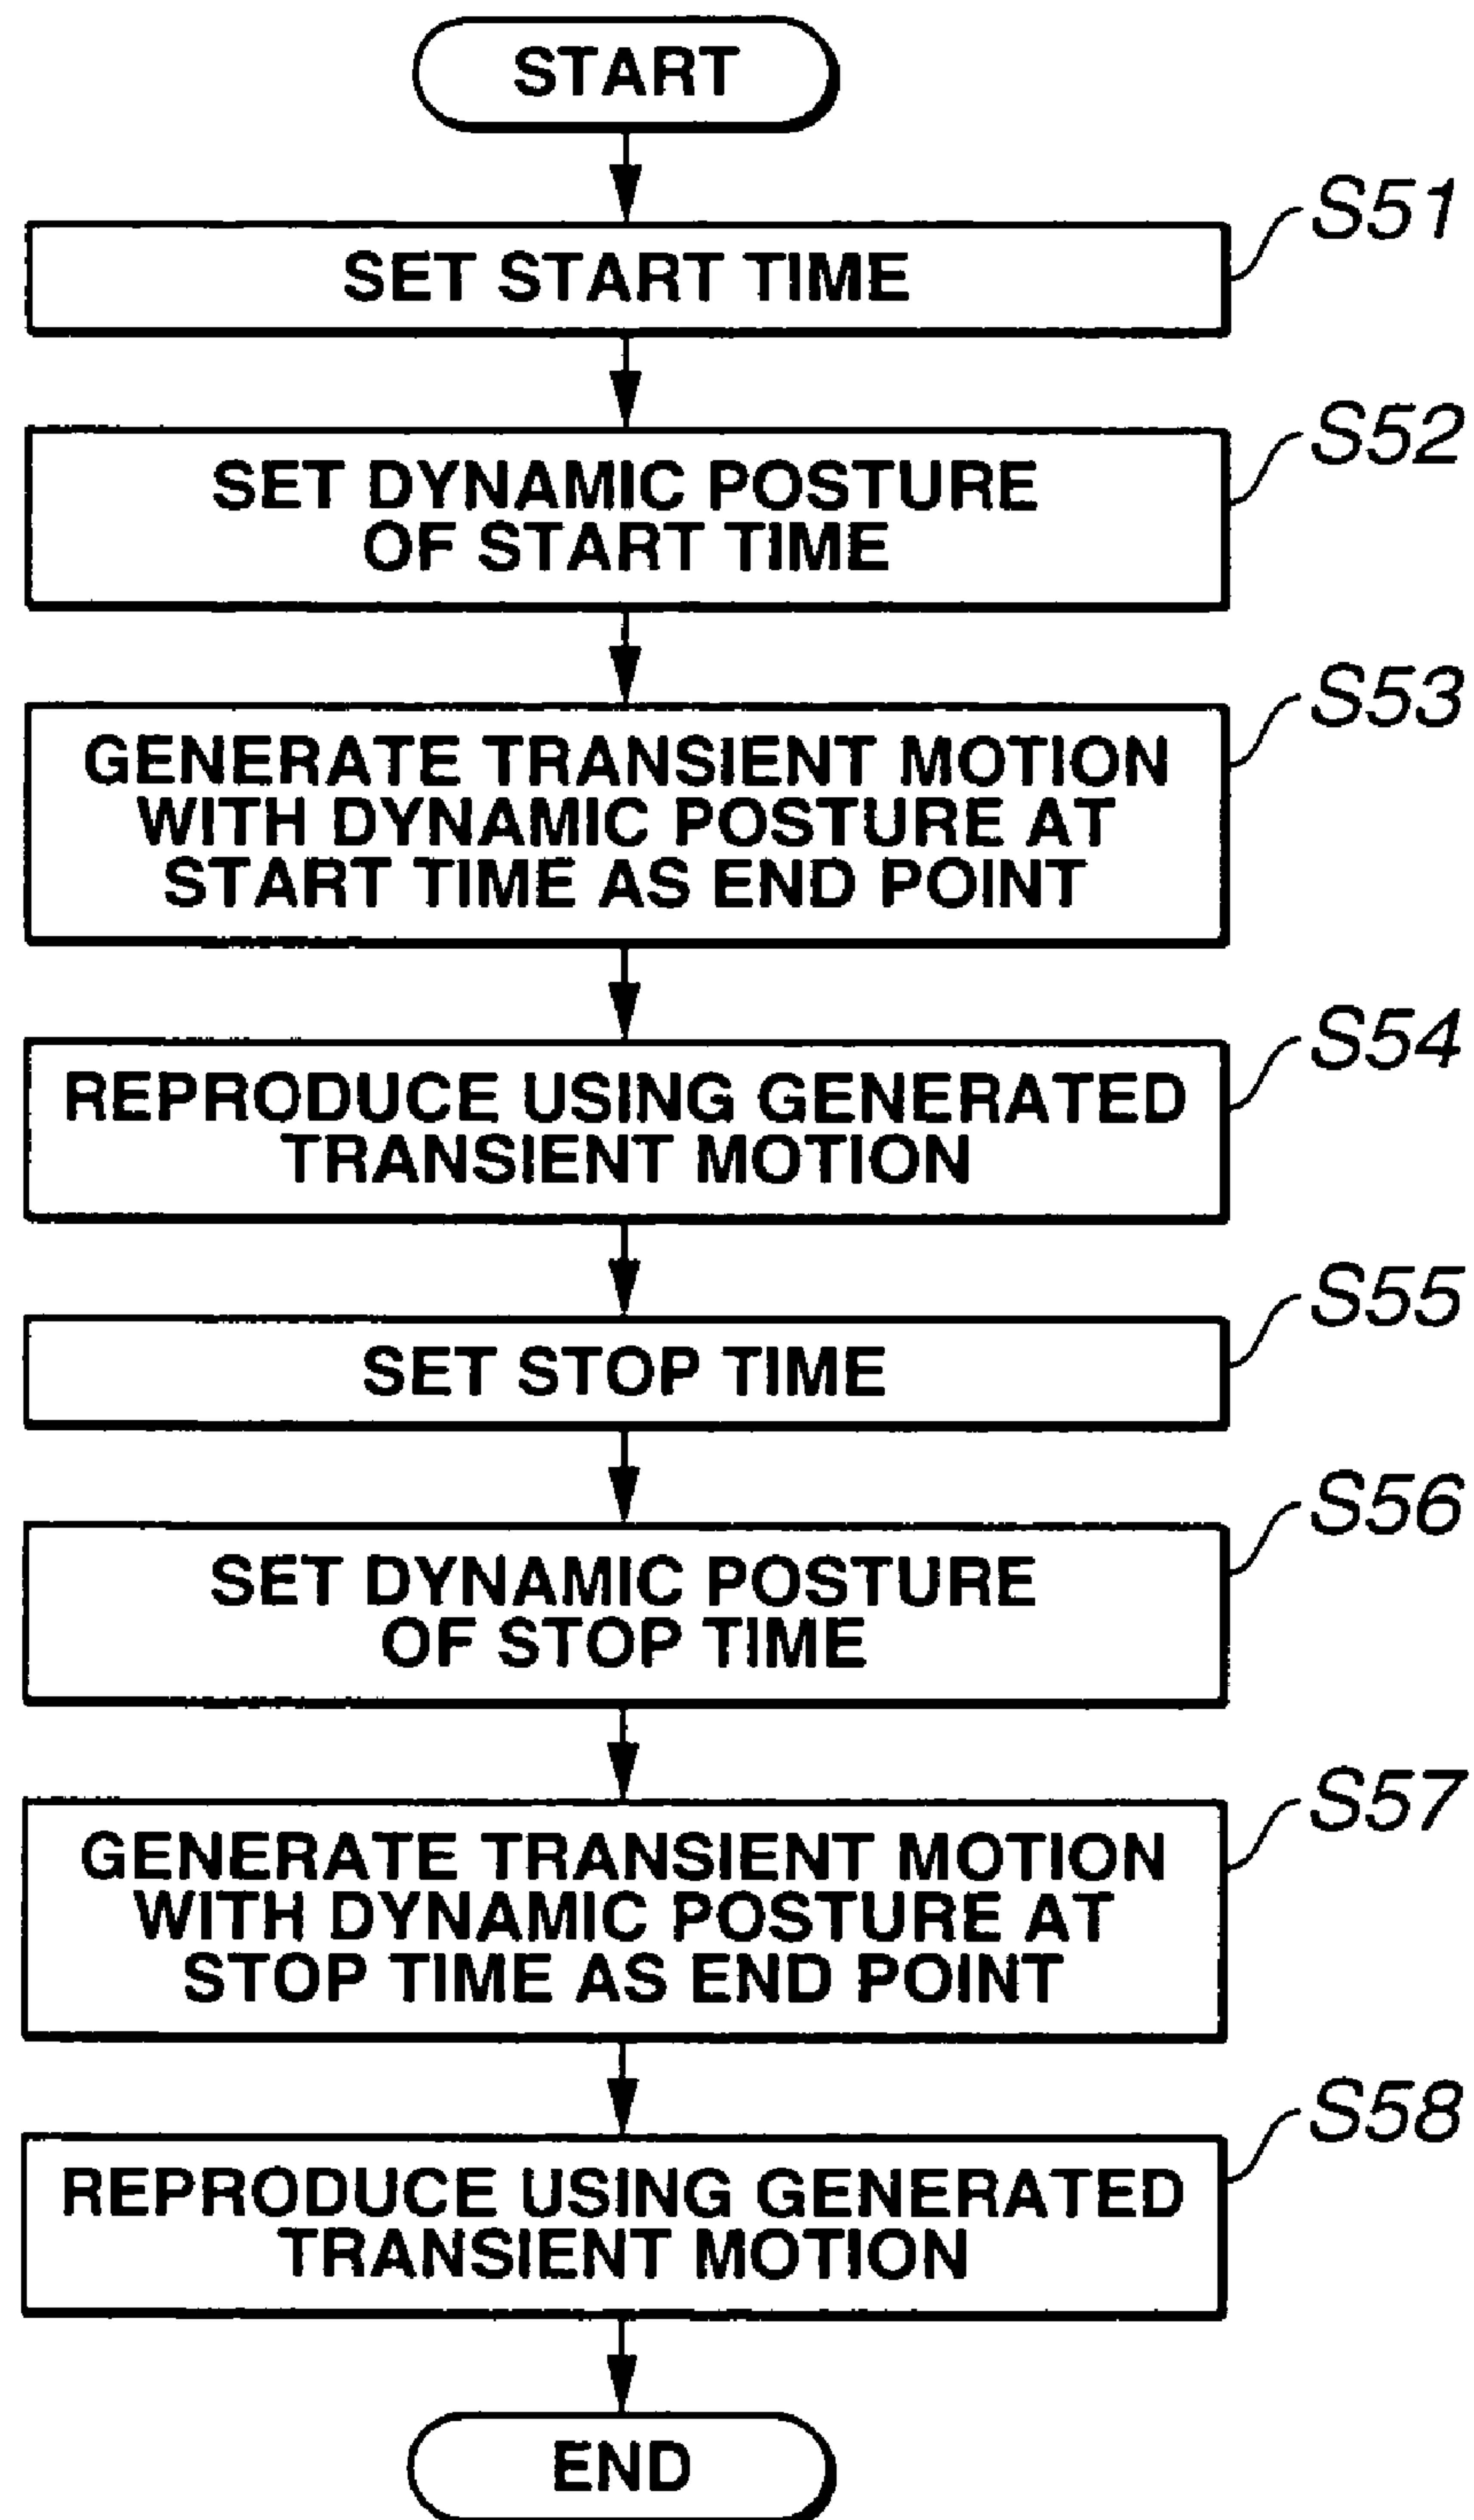 START
S51
SET START TIME
S52
SET DYNAMIC POSTURE
OF START TIME
S53
GENERATE TRANSIENT MOTION
WITH DYNAMIC POSTURE AT
START TIME AS END POINT
S54
REPRODUCE USING GENERATED
TRANSIENT MOTION
S55
SET STOP TIME
S56
SET DYNAMIC POSTURE
OF STOP TIME
S57
GENERATE TRANSIENT MOTION
WITH DYNAMIC POSTURE AT
STOP TIME AS END POINT
S58
REPRODUCE USING GENERATED
TRANSIENT MOTION
END